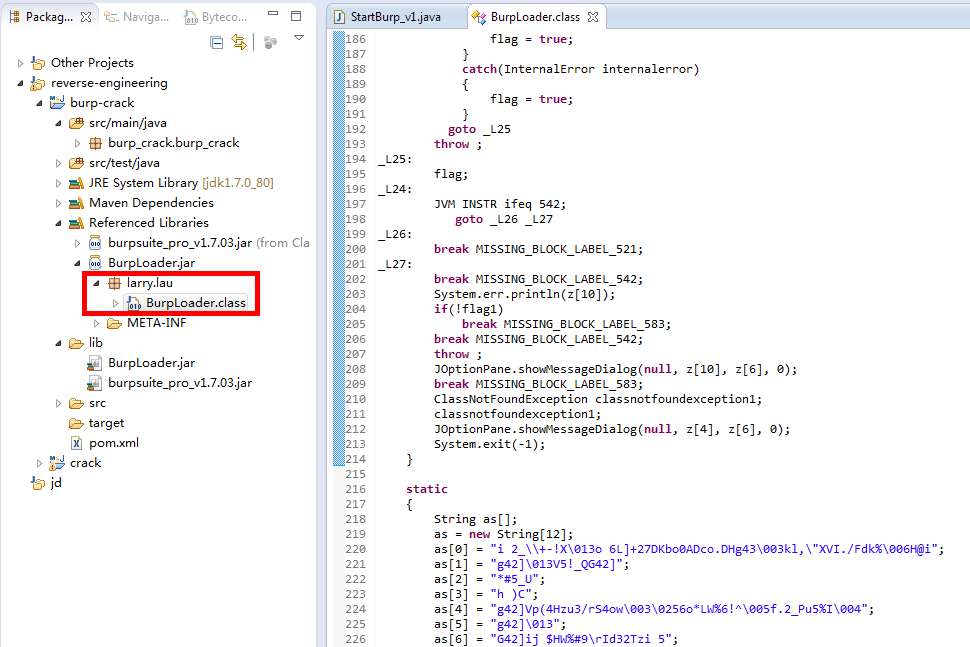 Packag...
Naviga...
Byteco...
Other Projects
reverse-engineering
burp-crack
src/main/java
burp_crack.burp_crack
src/test/java
JRE System Library [jdk1.7.0_80]
Maven Dependencies
Referenced Libraries
burpsuite_pro_v1.7.03.jar (from Cla
BurpLoader.jar
larry.lau
BurpLoader.class
META-INF
lib
BurpLoader.jar
burpsuite_pro_v1.7.03.jar
src
target
pom.xml
crack
jd
StartBurp_v1.java
BurpLoader.class
186 flag = true;
187 }
188 catch(InternalError internalerror)
189 {
190 flag = true;
191 }
192 goto _L25
193 throw ;
194 _L25:
195 flag;
196 _L24:
197 JVM INSTR ifeq 542;
198 goto _L26 _L27
199 _L26:
200 break MISSING_BLOCK_LABEL_521;
201 _L27:
202 break MISSING_BLOCK_LABEL_542;
203 System.err.println(z[10]);
204 if(!flag1)
205 break MISSING_BLOCK_LABEL_583;
206 break MISSING_BLOCK_LABEL_542;
207 throw ;
208 JOptionPane.showMessageDialog(null, z[10], z[6], 0);
209 break MISSING_BLOCK_LABEL_583;
210 ClassNotFoundException classnotfoundexception1;
211 classnotfoundexception1;
212 JOptionPane.showMessageDialog(null, z[4], z[6], 0);
213 System.exit(-1);
214 }
215
216 static
217 {
218 String as[];
219 as = new String[12];
220 as[0] = "i 2_\\+-!X\013o 6L]+27DKbo0ADco.DHg43\003kl,\"XVI./Fdk%\006H@i";
221 as[1] = "g42]\013V5!_QG42]";
222 as[2] = "*#5_U";
223 as[3] = "h )C";
224 as[4] = "g42]Vp(4Hzu3/rS4ow\003\0256o*LW%6!^\005f.2_Pu5%I\004";
225 as[5] = "g42]\013";
226 as[6] = "G42]ij $HW%#9\rId32Tzi 5";